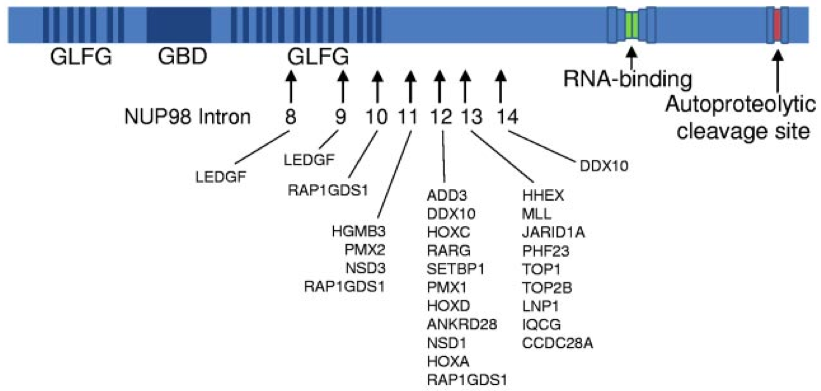 GLFG GBD GLFG
RNA-binding
Autoproteolytic
cleavage site
NUP98 Intron 8 9 10 11 12 13 14
LEDGF
LEDGF
RAP1GDS1
HGMB3
PMX2
NSD3
RAP1GDS1
ADD3
DDX10
HOXC
RARG
SETBP1
PMX1
HOXD
ANKRD28
NSD1
HOXA
RAP1GDS1
HHEX
MLL
JARID1A
PHF23
TOP1
TOP2B
LNP1
IQCG
CCDC28A
DDX10